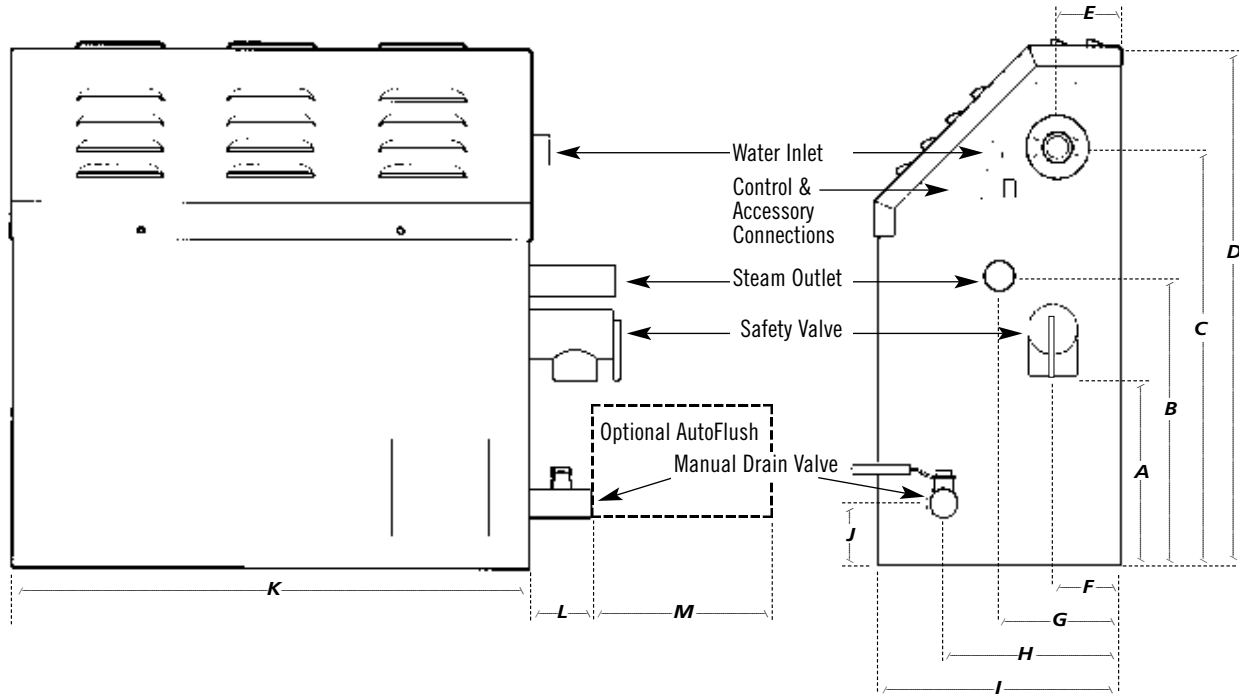 E
Water Inlet
Control &
Accessory
Connections
D
Steam Outlet
C
Safety Valve
B
Optional AutoFlush
Manual Drain Valve
A
J
K
L
M
F
G
H
I